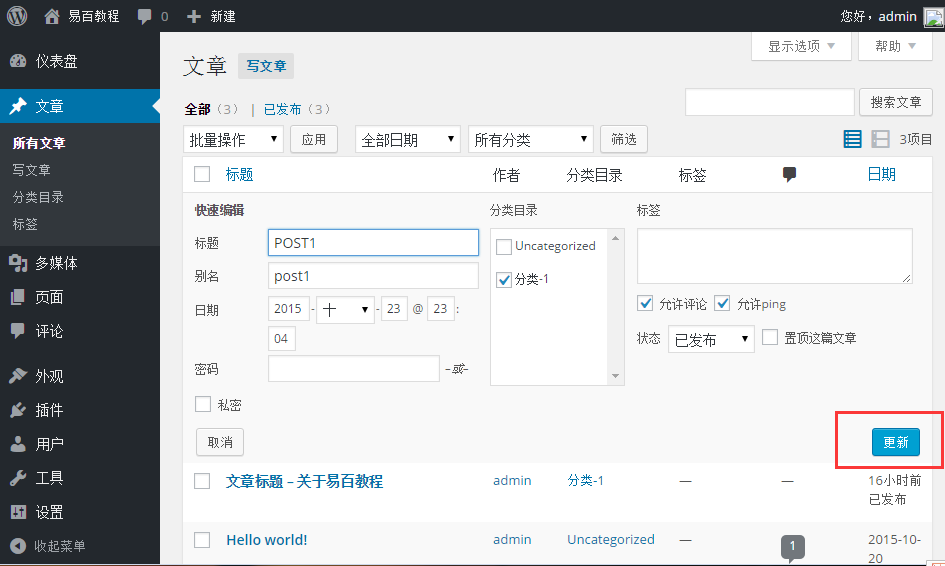 易百教程 0 新建 您好，admin
显示选项 帮助
仪表盘
文章
所有文章
写文章
分类目录
标签
多媒体
页面
评论
外观
插件
用户
工具
设置
收起菜单
文章 写文章
全部（3） | 已发布（3）
搜索文章
批量操作 应用 全部日期 所有分类 筛选 3项目
标题 作者 分类目录 标签 日期
快速编辑 分类目录 标签
标题 POST1
别名 post1
日期 2015 - 十 - 23 @ 23 :
04
密码 –或–
私密
Uncategorized
分类-1
允许评论 允许ping
状态 已发布 置顶这篇文章
取消 更新
文章标题 – 关于易百教程 admin 分类-1 — — 16小时前
已发布
Hello world! admin Uncategorized — 1 2015-10-
20